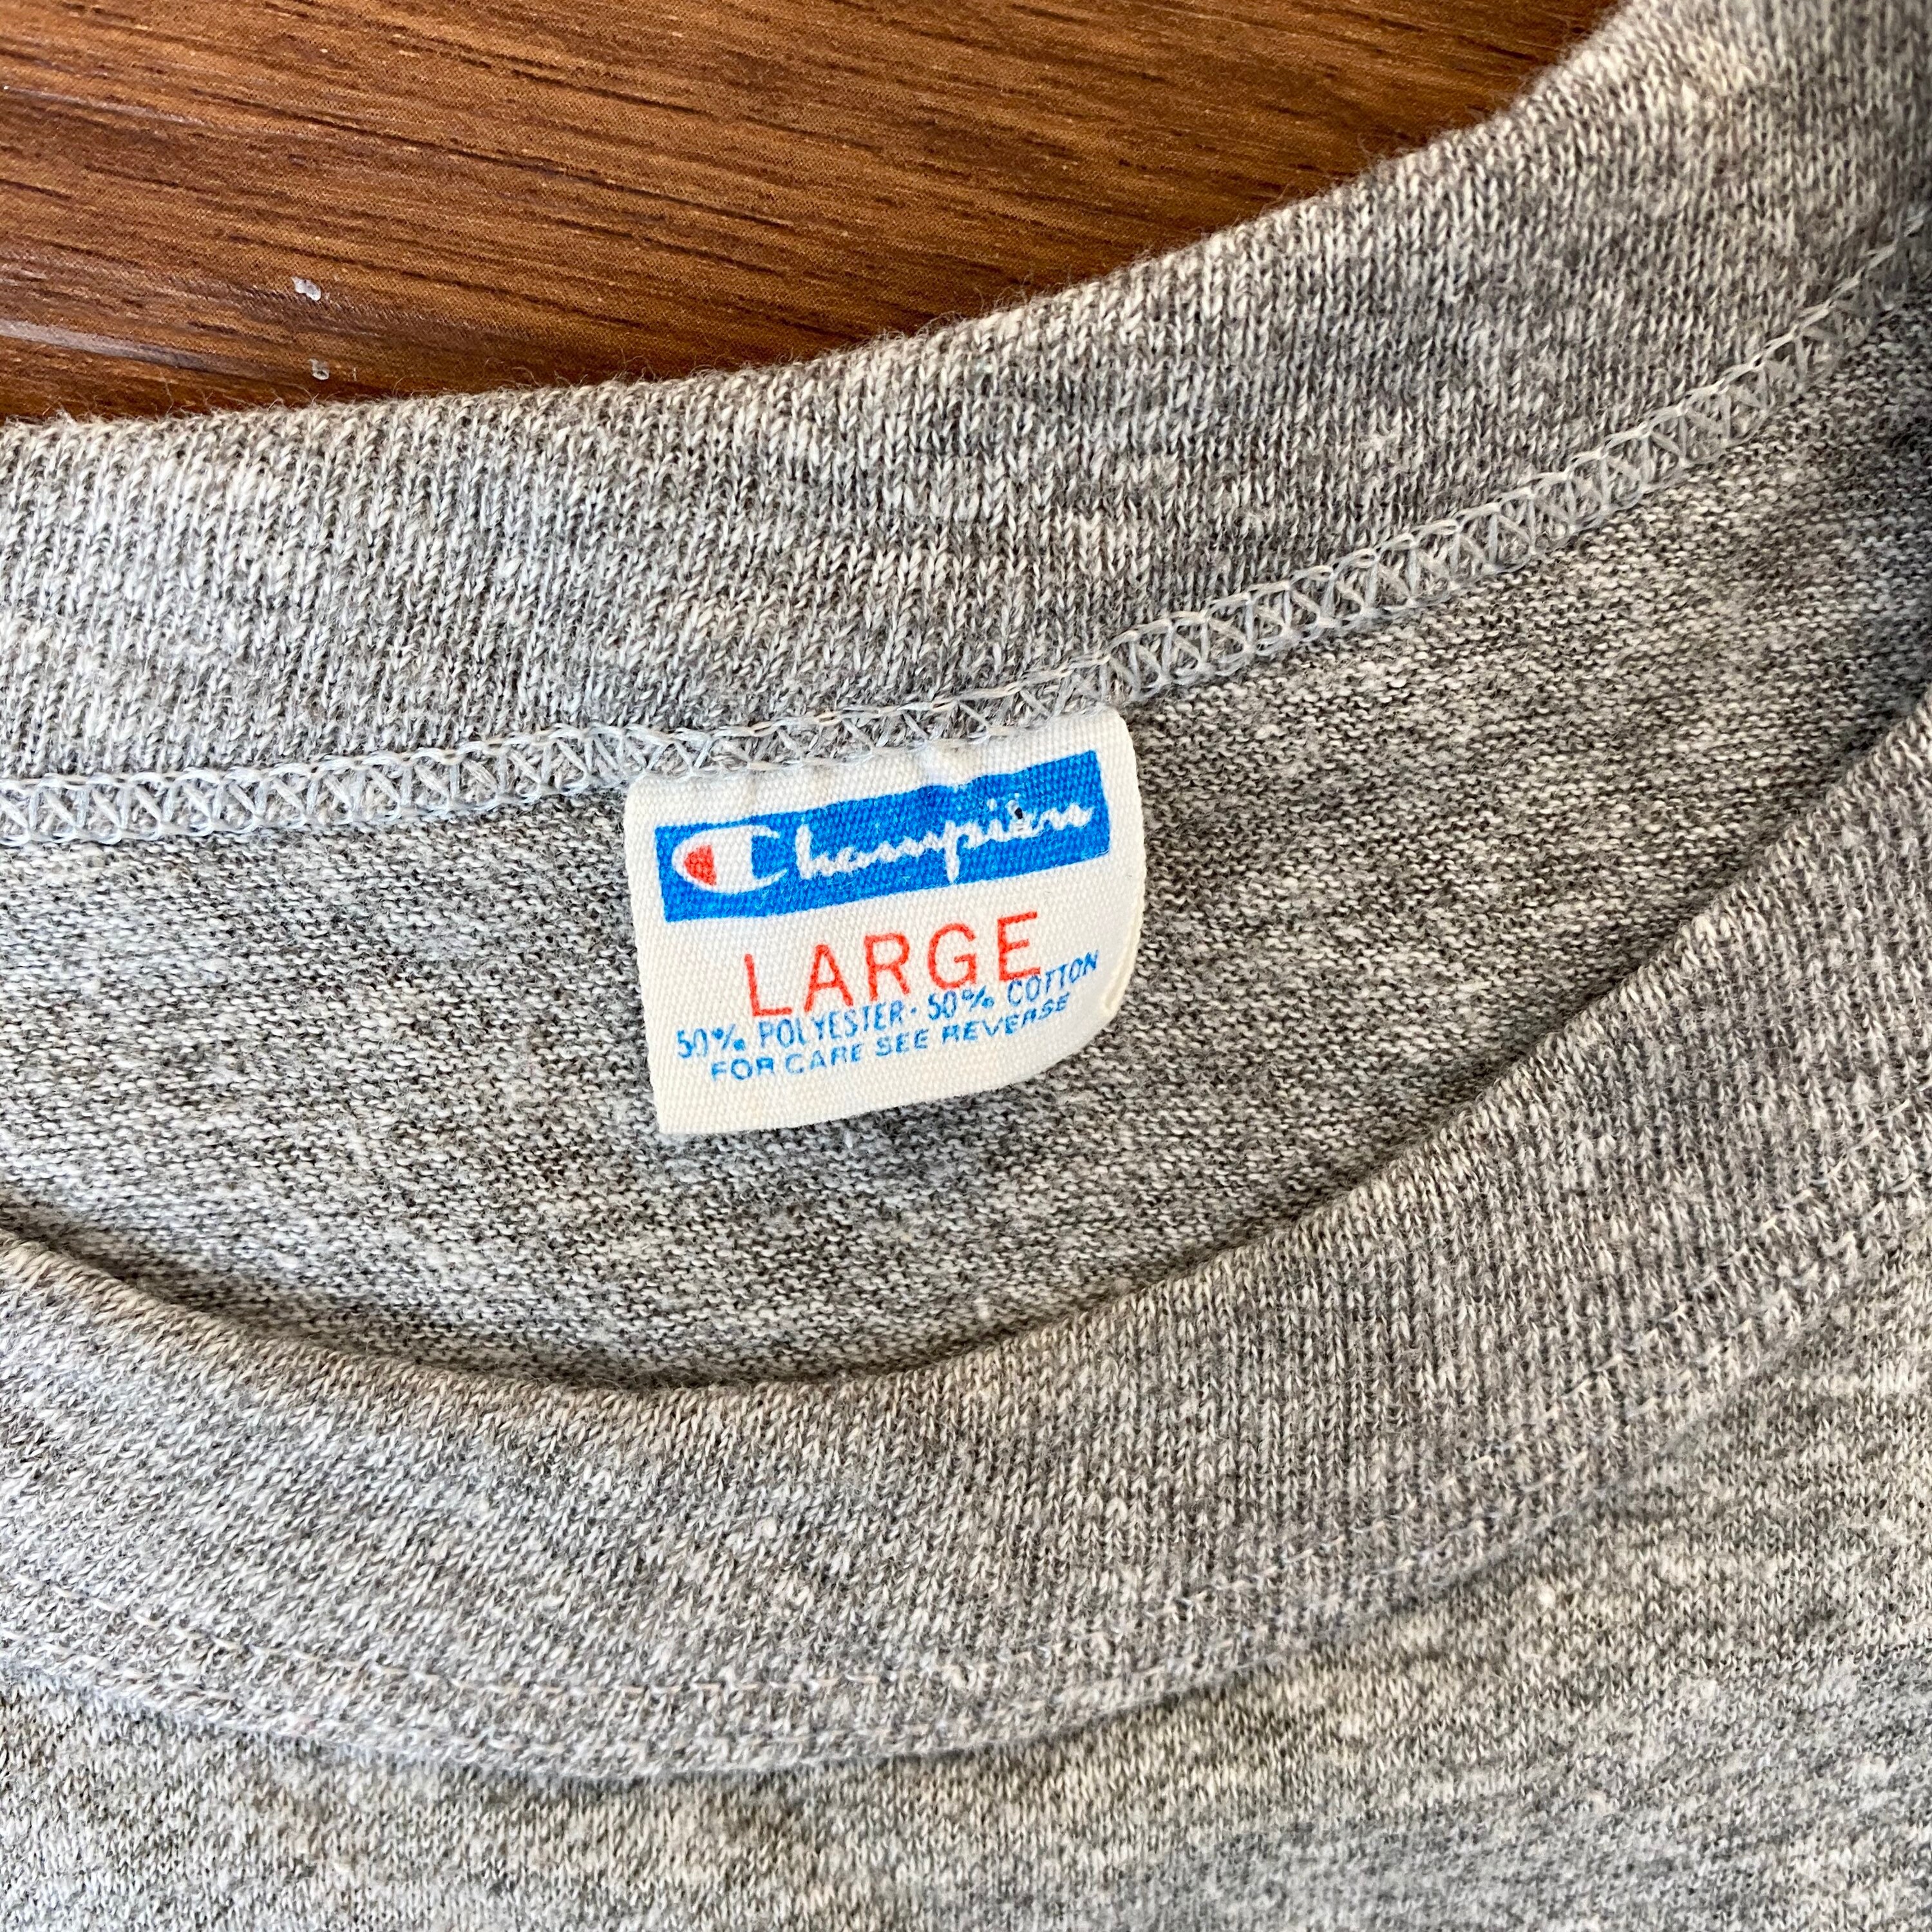 Champion
LARGE
50% POLYESTER · 50% COTTON
FOR CARE SEE REVERSE